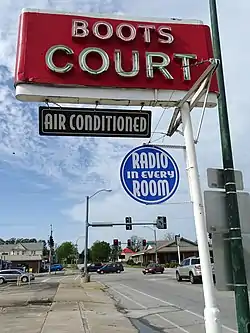 BOOTS
COURT
AIR CONDITIONED
RADIO
IN EVERY
ROOM